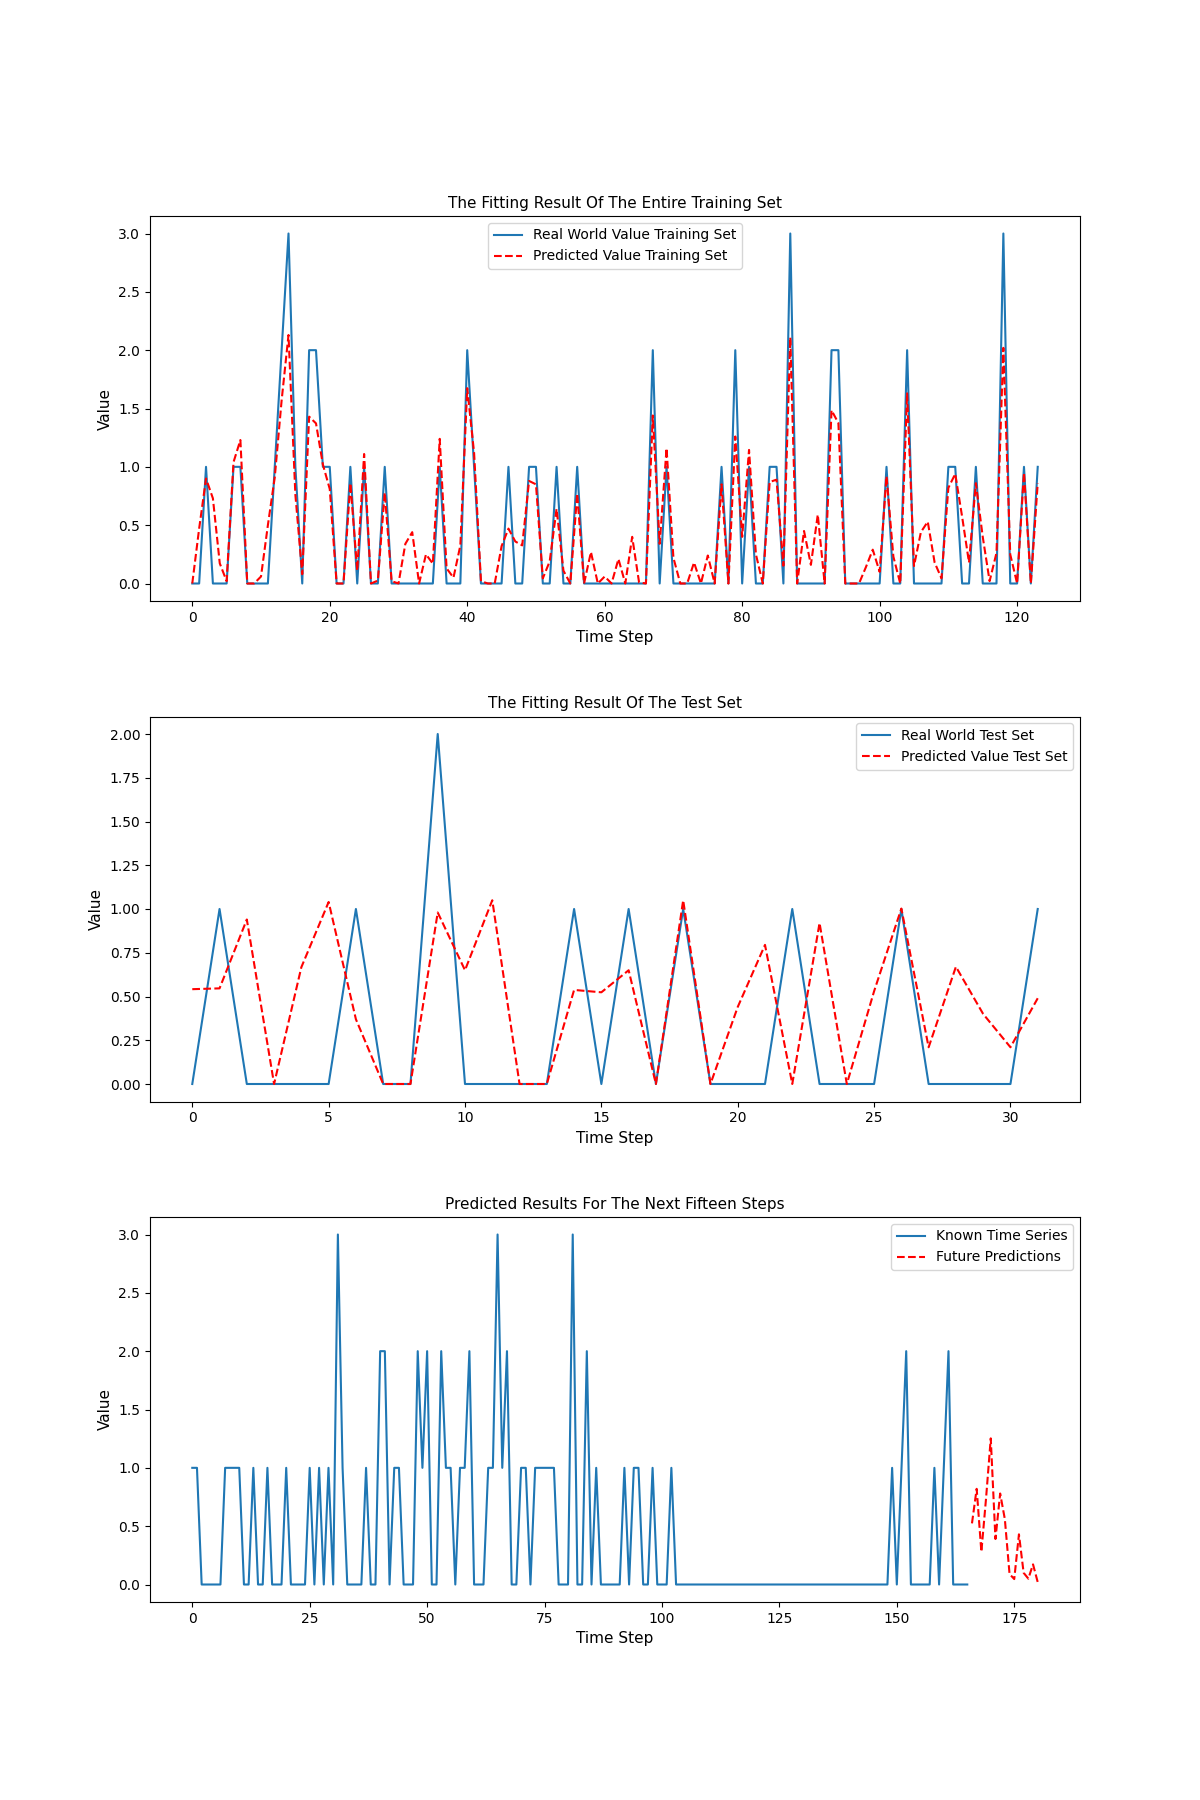 The Fitting Result Of The Entire Training Set
Real World Value Training Set
Predicted Value Training Set
3.0
2.5
2.0
1.5
1.0
0.5
0.0
Value
0 20 40 60 80 100 120
Time Step
The Fitting Result Of The Test Set
Real World Test Set
Predicted Value Test Set
2.00
1.75
1.50
1.25
1.00
0.75
0.50
0.25
0.00
Value
0 5 10 15 20 25 30
Time Step
Predicted Results For The Next Fifteen Steps
Known Time Series
Future Predictions
3.0
2.5
2.0
1.5
1.0
0.5
0.0
Value
0 25 50 75 100 125 150 175
Time Step